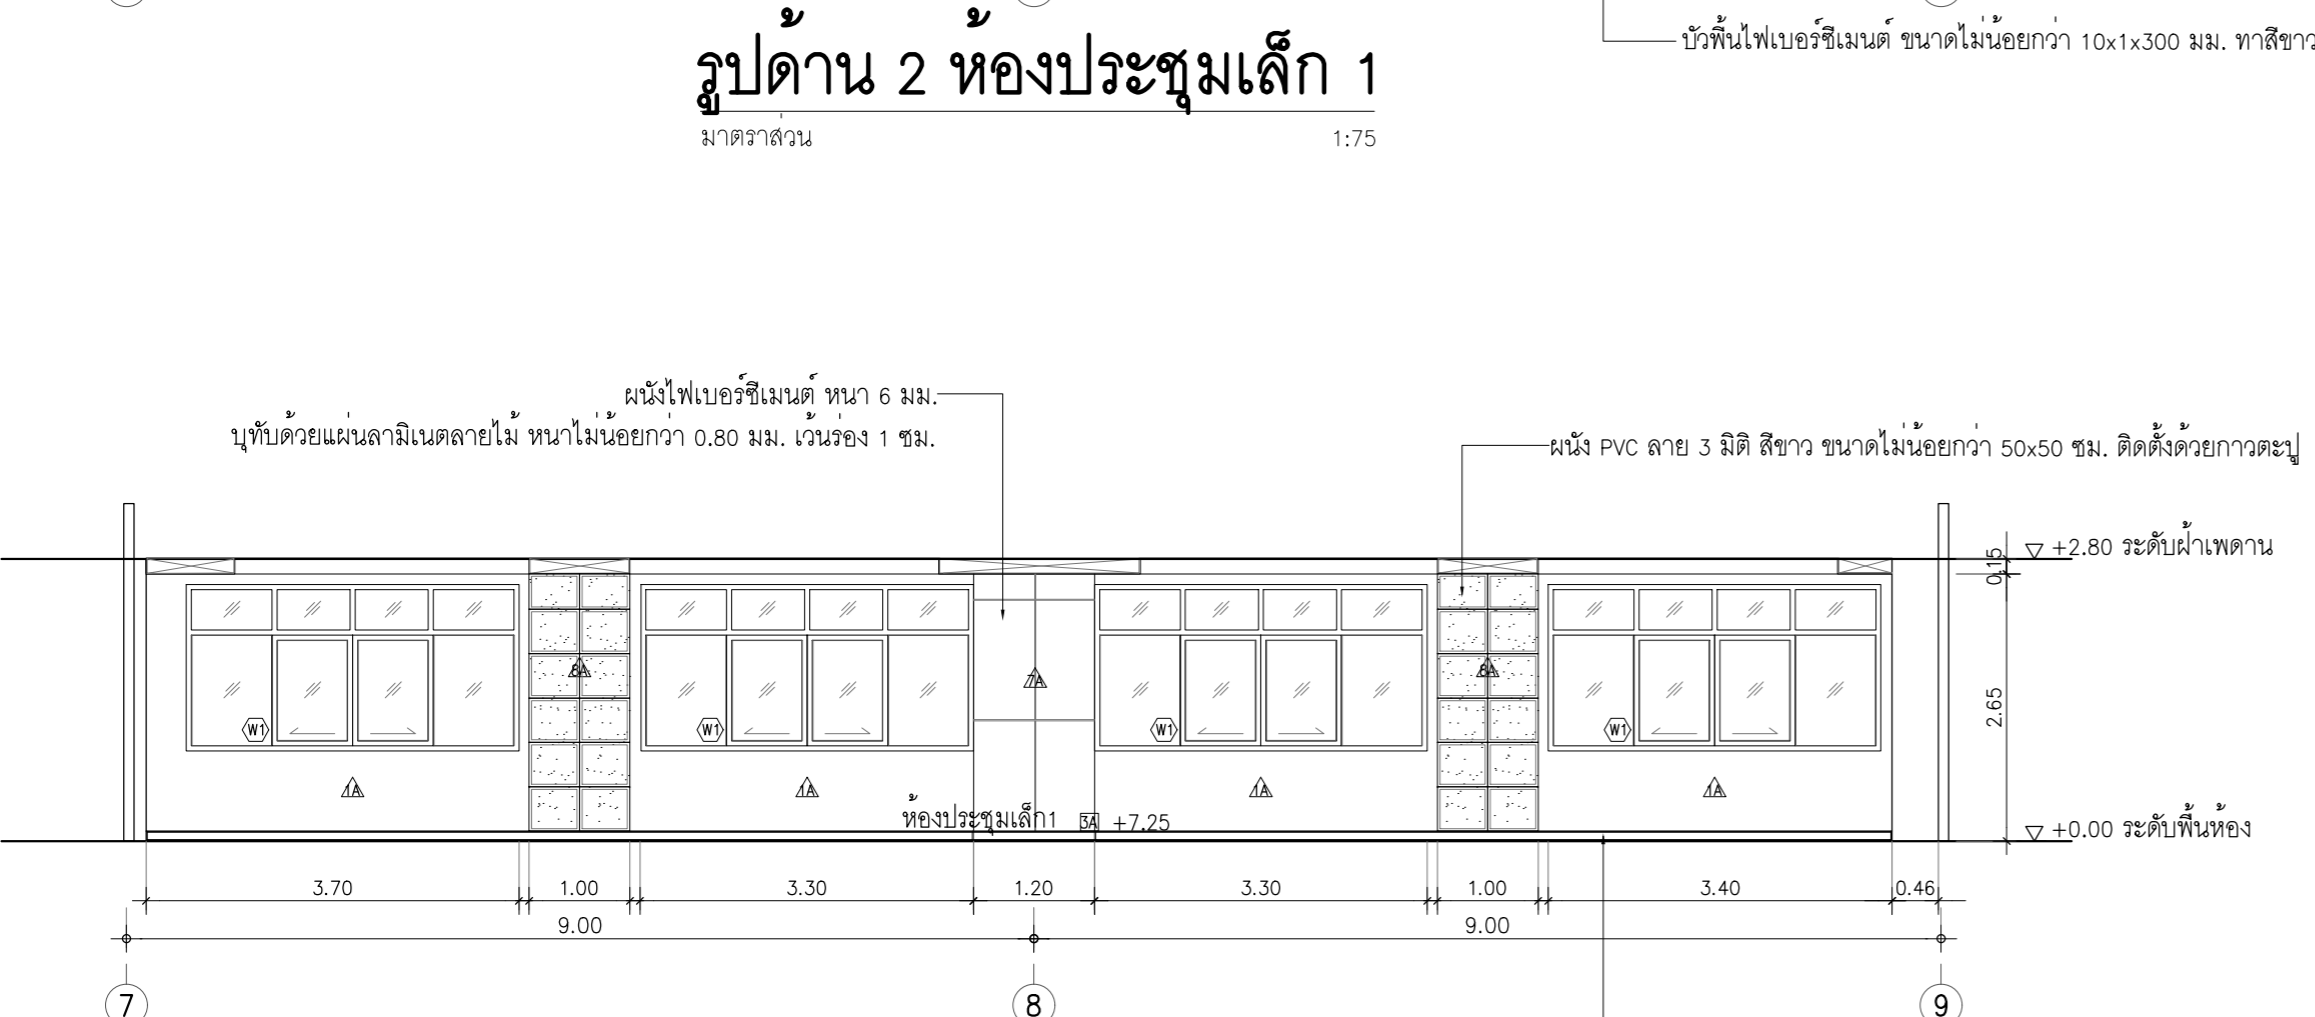 บัวพื้นไฟเบอร์ซีเมนต์ ขนาดไม่น้อยกว่า 10x1x300 มม. ทาสีขาว
รูปด้าน 2 ห้องประชุมเล็ก 1
มาตราส่วน 1:75
ผนังไฟเบอร์ซีเมนต์ หนา 6 มม.
บุทับด้วยแผ่นลามิเนตลายไม้ หนาไม่น้อยกว่า 0.80 มม. เว้นร่อง 1 ซม.
ผนัง PVC ลาย 3 มิติ สีขาว ขนาดไม่น้อยกว่า 50x50 ซม. ติดตั้งด้วยกาวตะปู
+2.80 ระดับฝ้าเพดาน
0.15
8A 7A 8A
2.65
W1 W1 W1 W1
1A 1A 1A 1A
ห้องประชุมเล็ก1 3A +7.25
+0.00 ระดับพื้นห้อง
3.70 1.00 3.30 1.20 3.30 1.00 3.40 0.46
9.00 9.00
7 8 9